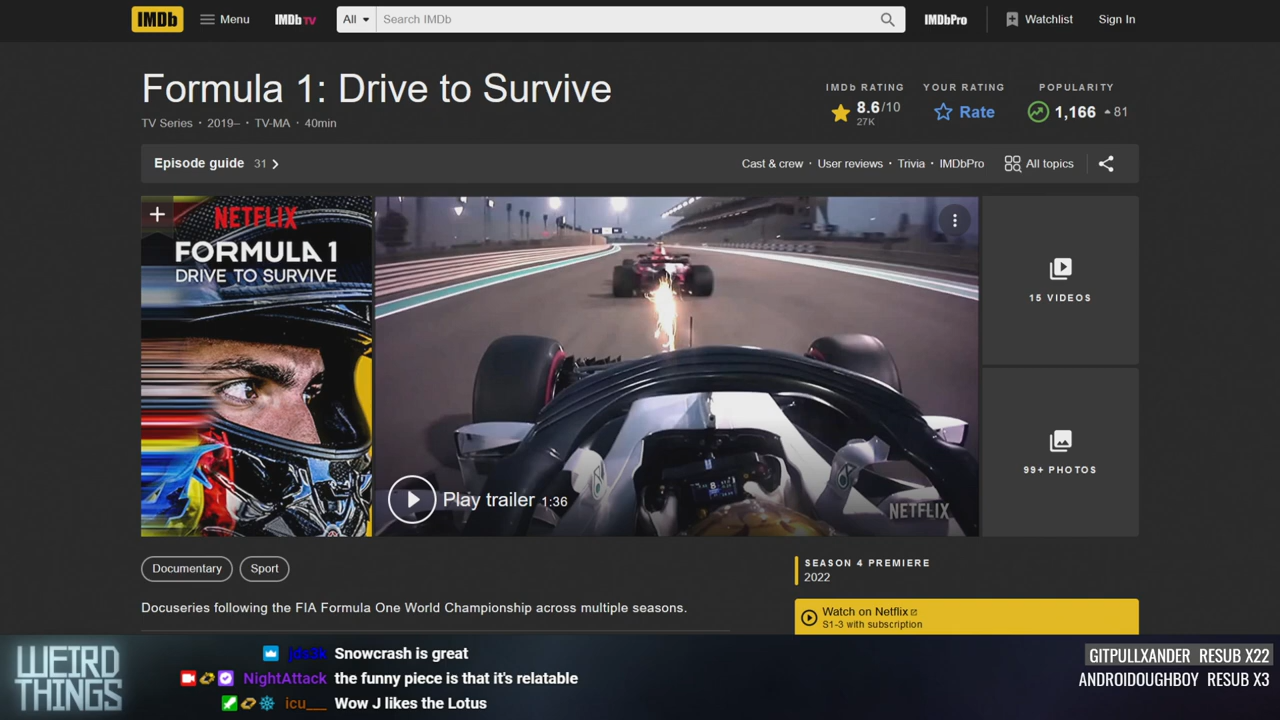 IMDb
Menu
IMDb TV
All
Search IMDb
IMDbPro
Watchlist
Sign In
Formula 1: Drive to Survive
TV Series · 2019– · TV-MA · 40min
IMDb RATING
8.6/10
27K
YOUR RATING
Rate
POPULARITY
1,166
81
Episode guide 31
Cast & crew · User reviews · Trivia · IMDbPro
All topics
NETFLIX
FORMULA 1
DRIVE TO SURVIVE
Play trailer 1:36
NETFLIX
15 VIDEOS
99+ PHOTOS
Documentary
Sport
SEASON 4 PREMIERE
2022
Docuseries following the FIA Formula One World Championship across multiple seasons.
Watch on Netflix
S1-3 with subscription
WEIRD
THINGS
jds3k Snowcrash is great
NightAttack the funny piece is that it's relatable
icu___ Wow J likes the Lotus
GITPULLXANDER RESUB X22
ANDROIDOUGHBOY RESUB X3